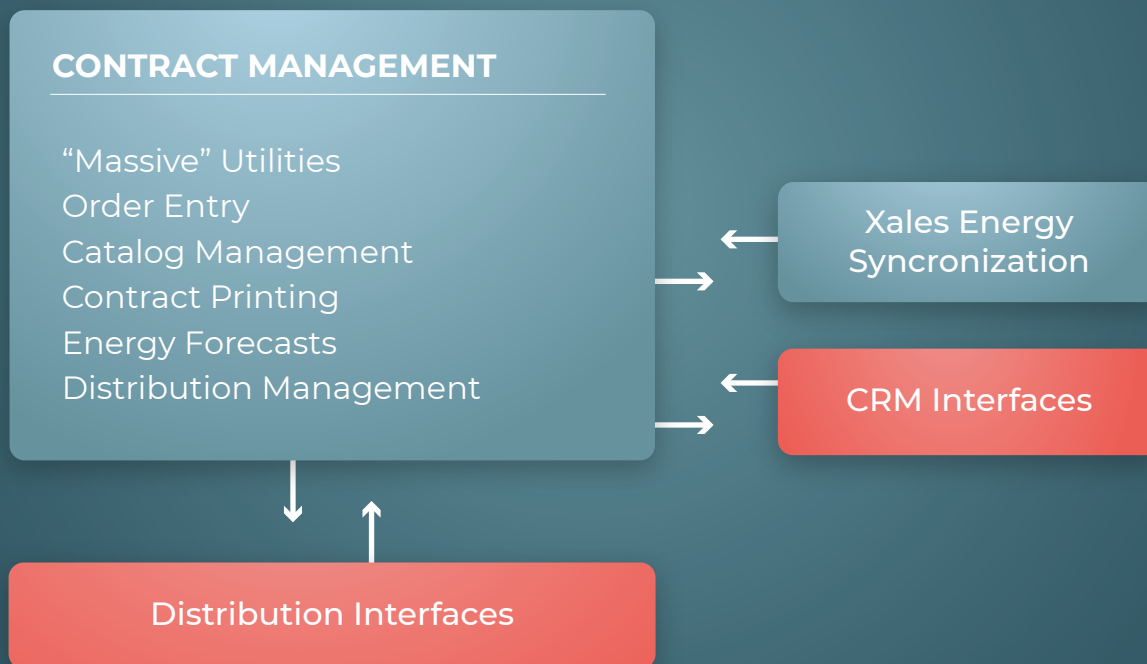 CONTRACT MANAGEMENT
“Massive” Utilities
Order Entry
Catalog Management
Contract Printing
Energy Forecasts
Distribution Management
Xales Energy
Syncronization
CRM Interfaces
Distribution Interfaces